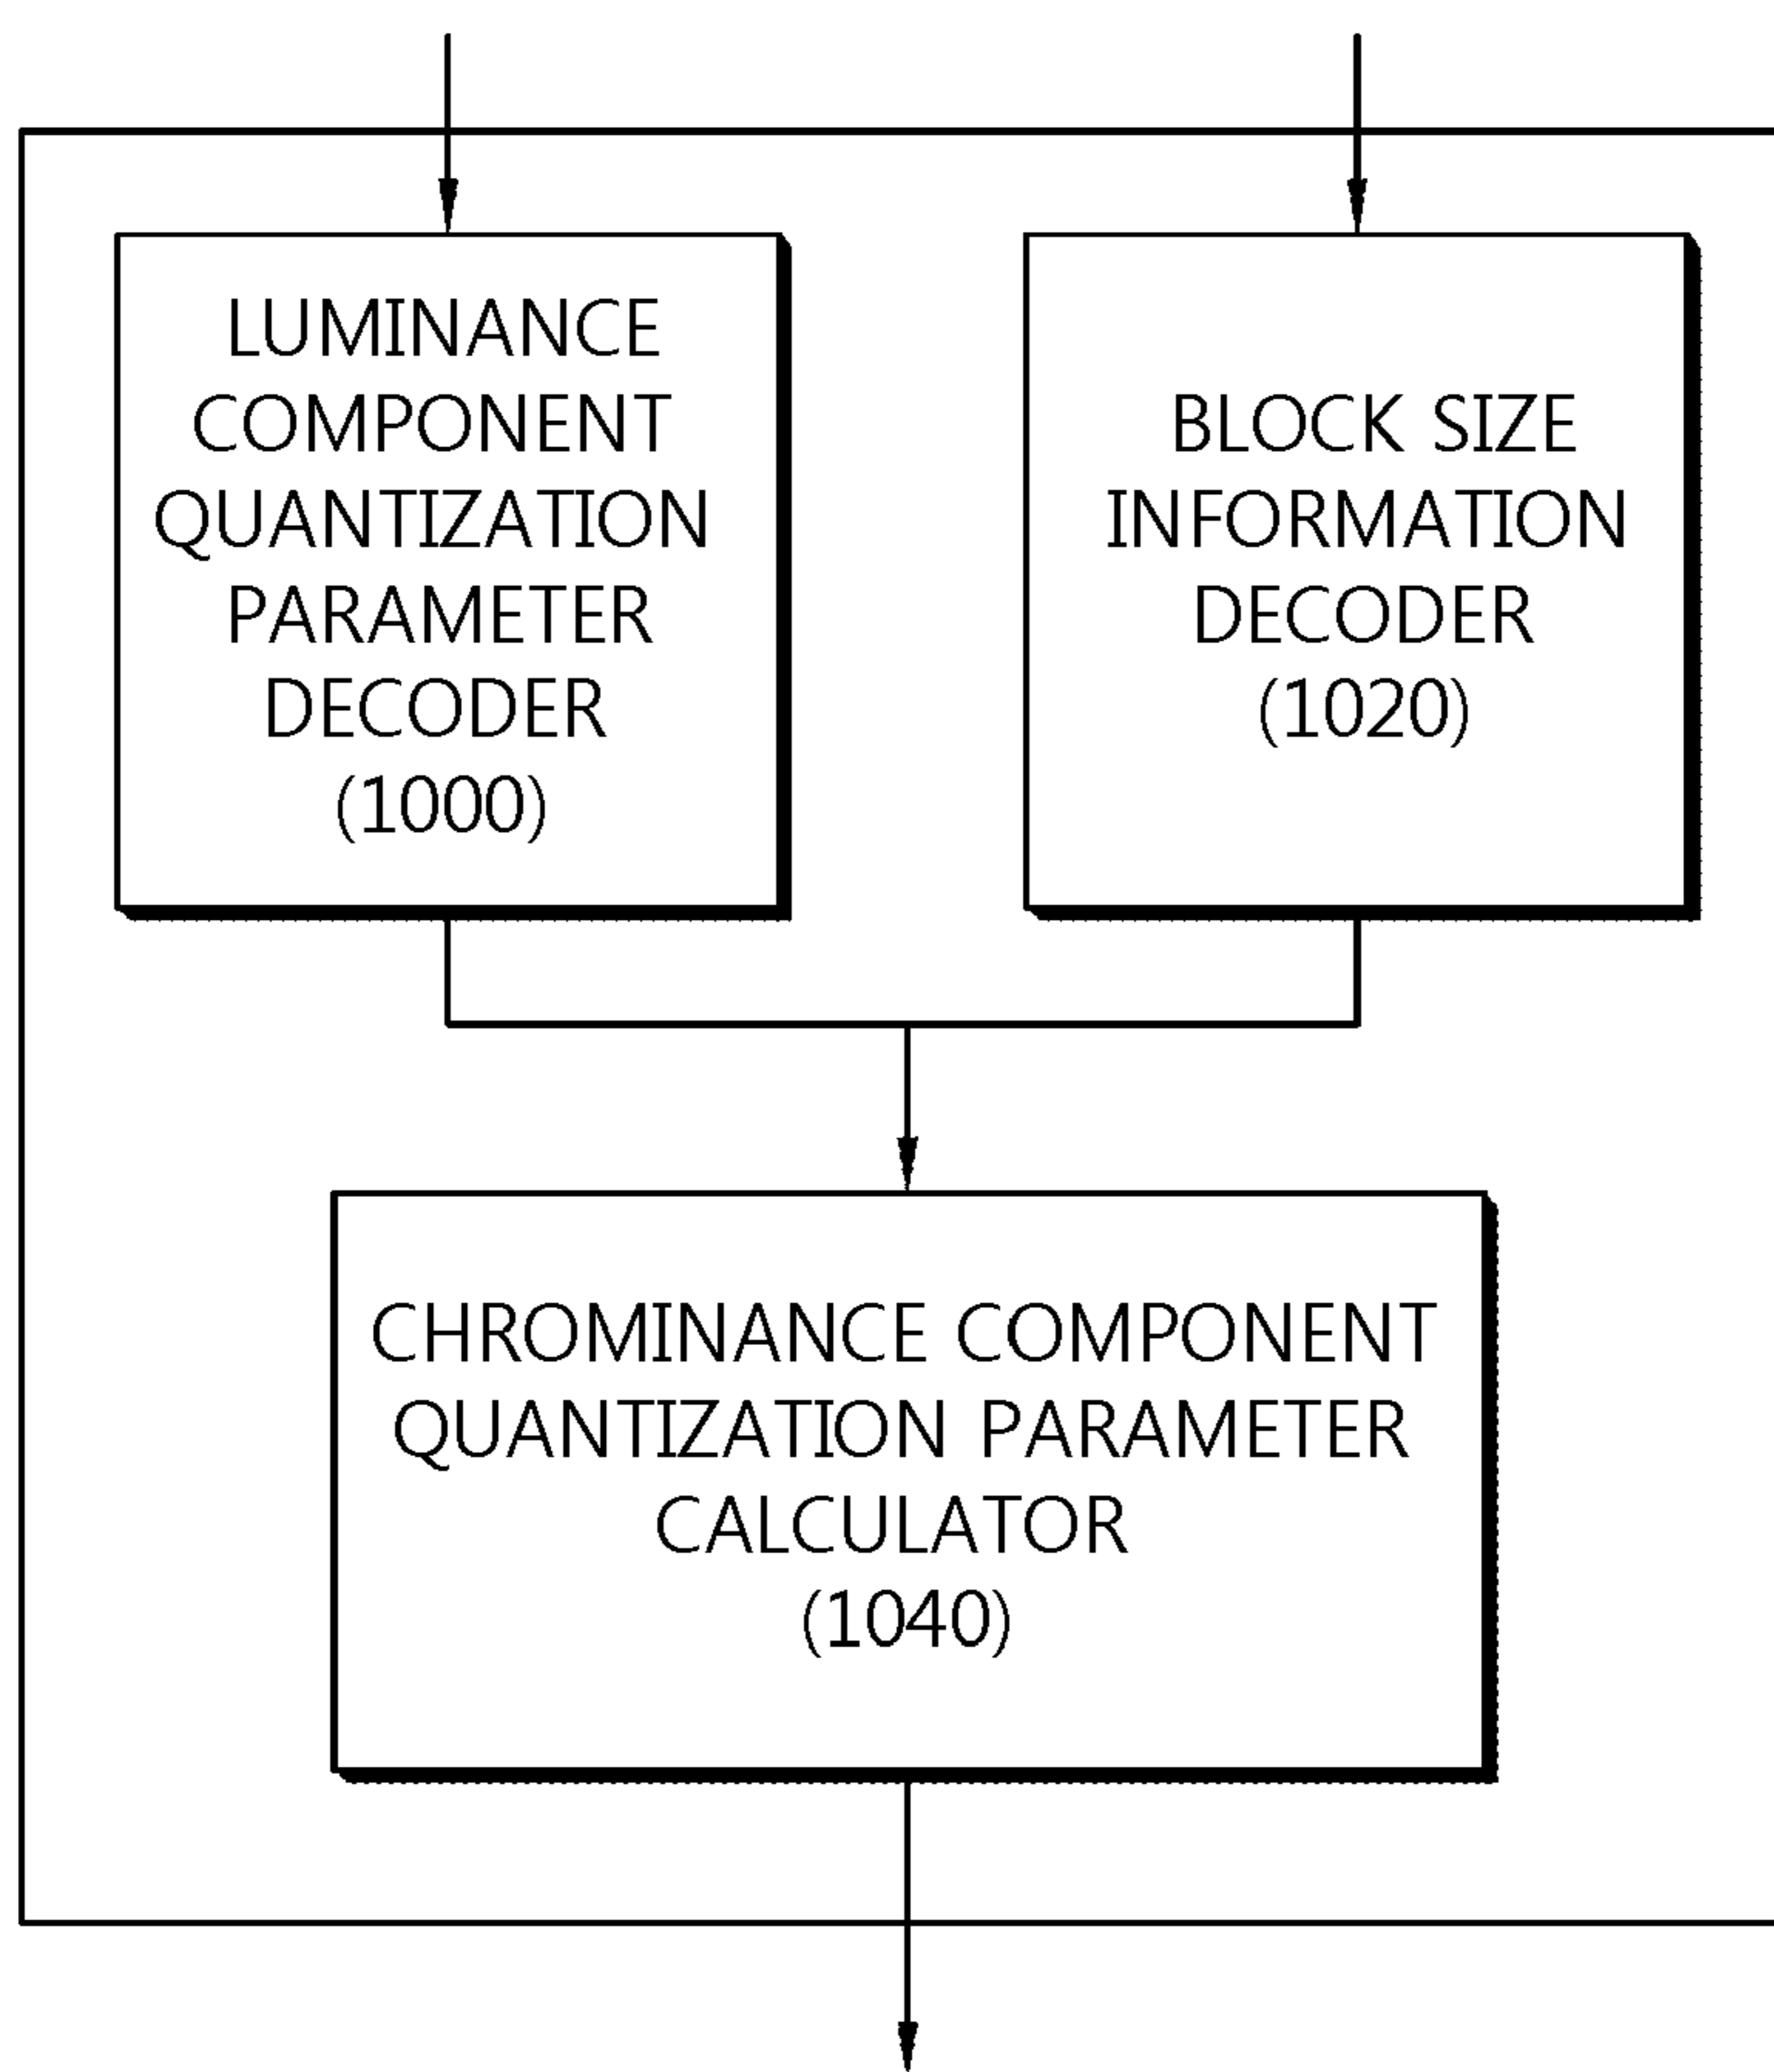 LUMINANCE
COMPONENT
QUANTIZATION
PARAMETER
DECODER
(1000)
BLOCK SIZE
INFORMATION
DECODER
(1020)
CHROMINANCE COMPONENT
QUANTIZATION PARAMETER
CALCULATOR
(1040)